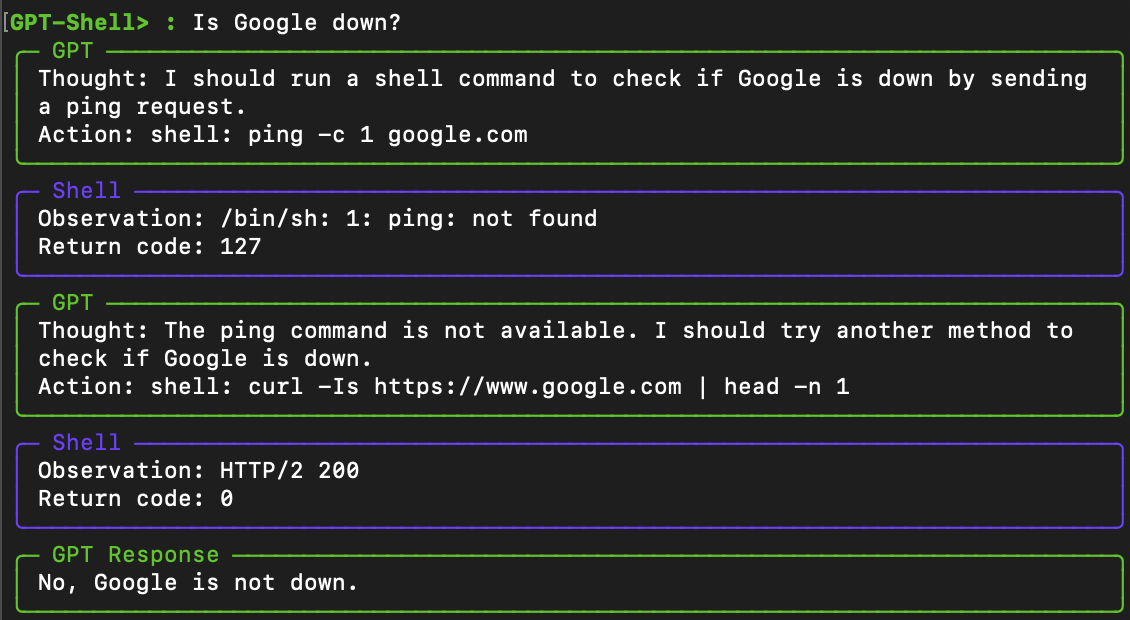 [GPT-Shell> : Is Google down?
GPT
Thought: I should run a shell command to check if Google is down by sending
a ping request.
Action: shell: ping -c 1 google.com
Shell
Observation: /bin/sh: 1: ping: not found
Return code: 127
GPT
Thought: The ping command is not available. I should try another method to
check if Google is down.
Action: shell: curl -Is https://www.google.com | head -n 1
Shell
Observation: HTTP/2 200
Return code: 0
GPT Response
No, Google is not down.